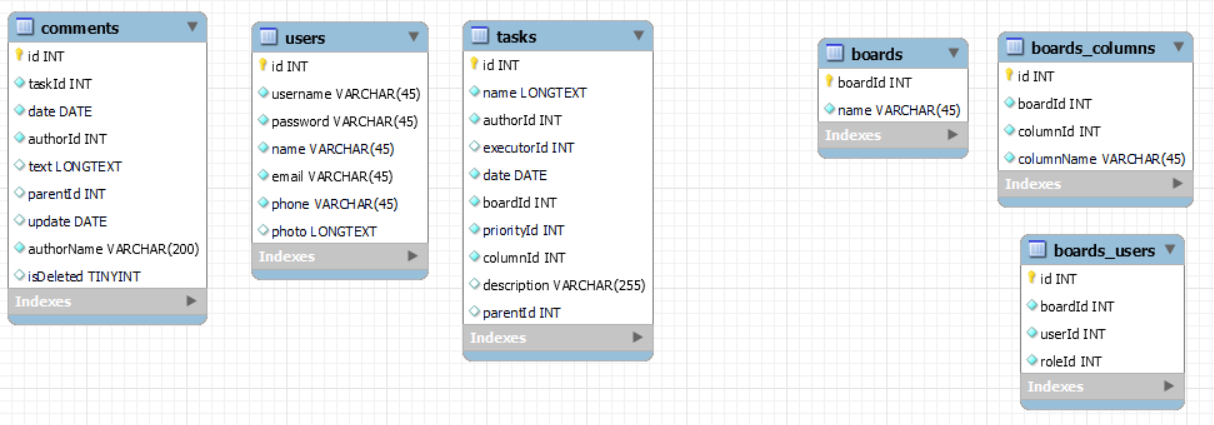 comments
id INT
taskId INT
date DATE
authorId INT
text LONGTEXT
parentId INT
update DATE
authorName VARCHAR(200)
isDeleted TINYINT
Indexes
users
id INT
username VARCHAR(45)
password VARCHAR(45)
name VARCHAR(45)
email VARCHAR(45)
phone VARCHAR(45)
photo LONGTEXT
Indexes
tasks
id INT
name LONGTEXT
authorId INT
executorId INT
date DATE
boardId INT
priorityId INT
columnId INT
description VARCHAR(255)
parentId INT
Indexes
boards
boardId INT
name VARCHAR(45)
Indexes
boards_columns
id INT
boardId INT
columnId INT
columnName VARCHAR(45)
Indexes
boards_users
id INT
boardId INT
userId INT
roleId INT
Indexes